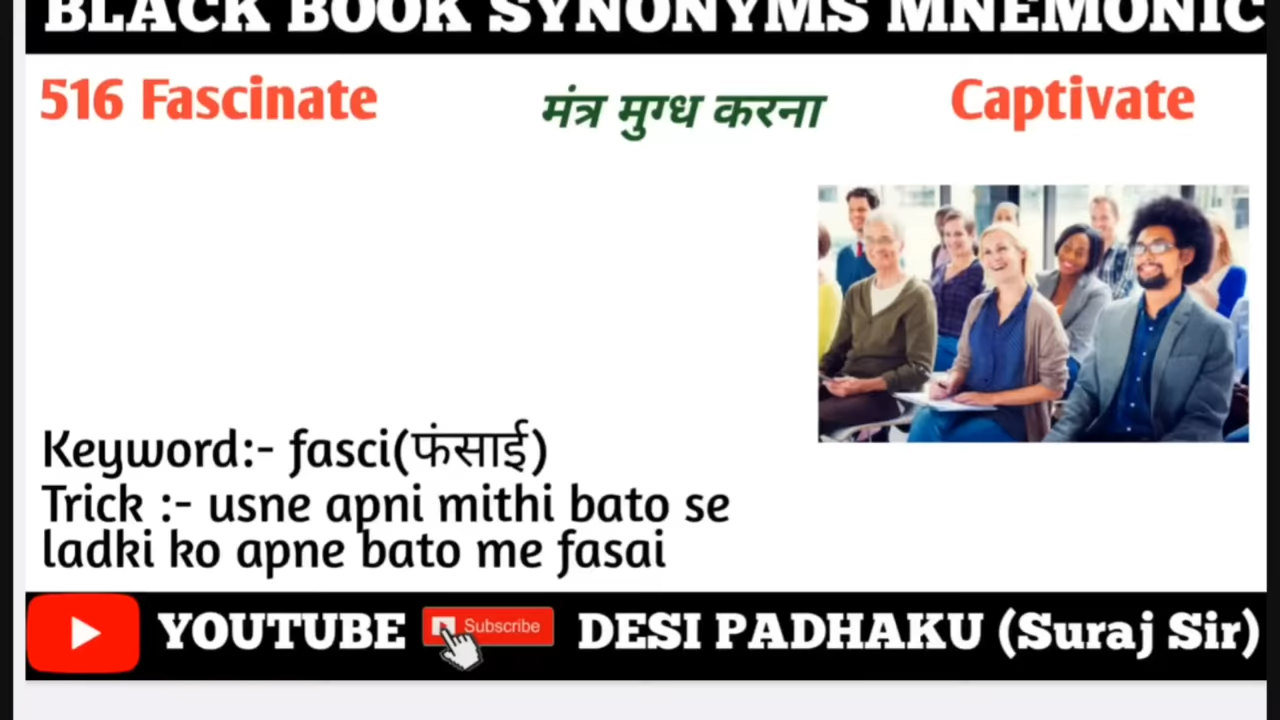 BLACK BOOK SYNONYMS MNEMONIC
516 Fascinate मंत्र मुग्ध करना Captivate
Keyword:- fasci(फंसाई)
Trick :- usne apni mithi bato se
ladki ko apne bato me fasai
YOUTUBE Subscribe DESI PADHAKU (Suraj Sir)